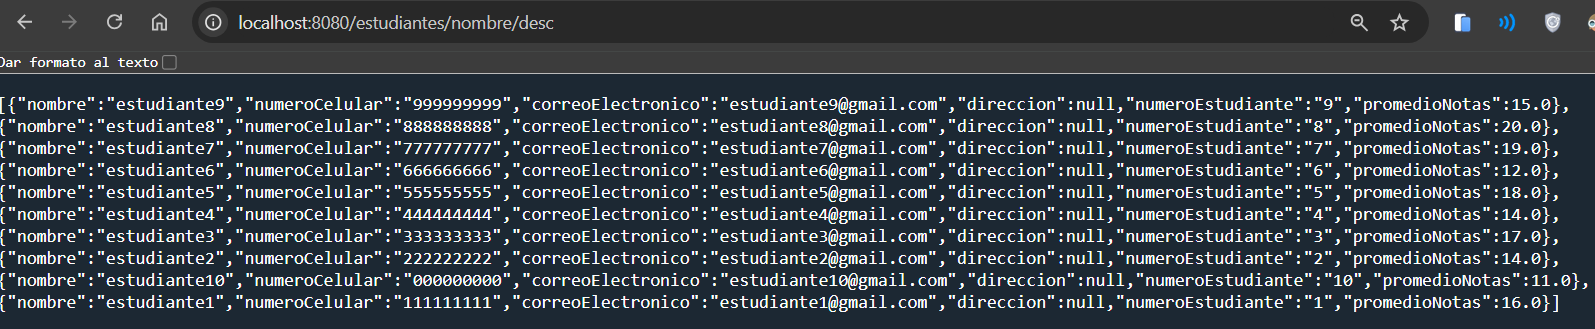 localhost:8080/estudiantes/nombre/desc
Dar formato al texto
[{"nombre":"estudiante9","numeroCelular":"999999999","correoElectronico":"estudiante9@gmail.com","direccion":null,"numeroEstudiante":"9","promedioNotas":15.0},
{"nombre":"estudiante8","numeroCelular":"888888888","correoElectronico":"estudiante8@gmail.com","direccion":null,"numeroEstudiante":"8","promedioNotas":20.0},
{"nombre":"estudiante7","numeroCelular":"777777777","correoElectronico":"estudiante7@gmail.com","direccion":null,"numeroEstudiante":"7","promedioNotas":19.0},
{"nombre":"estudiante6","numeroCelular":"666666666","correoElectronico":"estudiante6@gmail.com","direccion":null,"numeroEstudiante":"6","promedioNotas":12.0},
{"nombre":"estudiante5","numeroCelular":"555555555","correoElectronico":"estudiante5@gmail.com","direccion":null,"numeroEstudiante":"5","promedioNotas":18.0},
{"nombre":"estudiante4","numeroCelular":"444444444","correoElectronico":"estudiante4@gmail.com","direccion":null,"numeroEstudiante":"4","promedioNotas":14.0},
{"nombre":"estudiante3","numeroCelular":"333333333","correoElectronico":"estudiante3@gmail.com","direccion":null,"numeroEstudiante":"3","promedioNotas":17.0},
{"nombre":"estudiante2","numeroCelular":"222222222","correoElectronico":"estudiante2@gmail.com","direccion":null,"numeroEstudiante":"2","promedioNotas":14.0},
{"nombre":"estudiante10","numeroCelular":"000000000","correoElectronico":"estudiante10@gmail.com","direccion":null,"numeroEstudiante":"10","promedioNotas":11.0},
{"nombre":"estudiante1","numeroCelular":"111111111","correoElectronico":"estudiante1@gmail.com","direccion":null,"numeroEstudiante":"1","promedioNotas":16.0}]